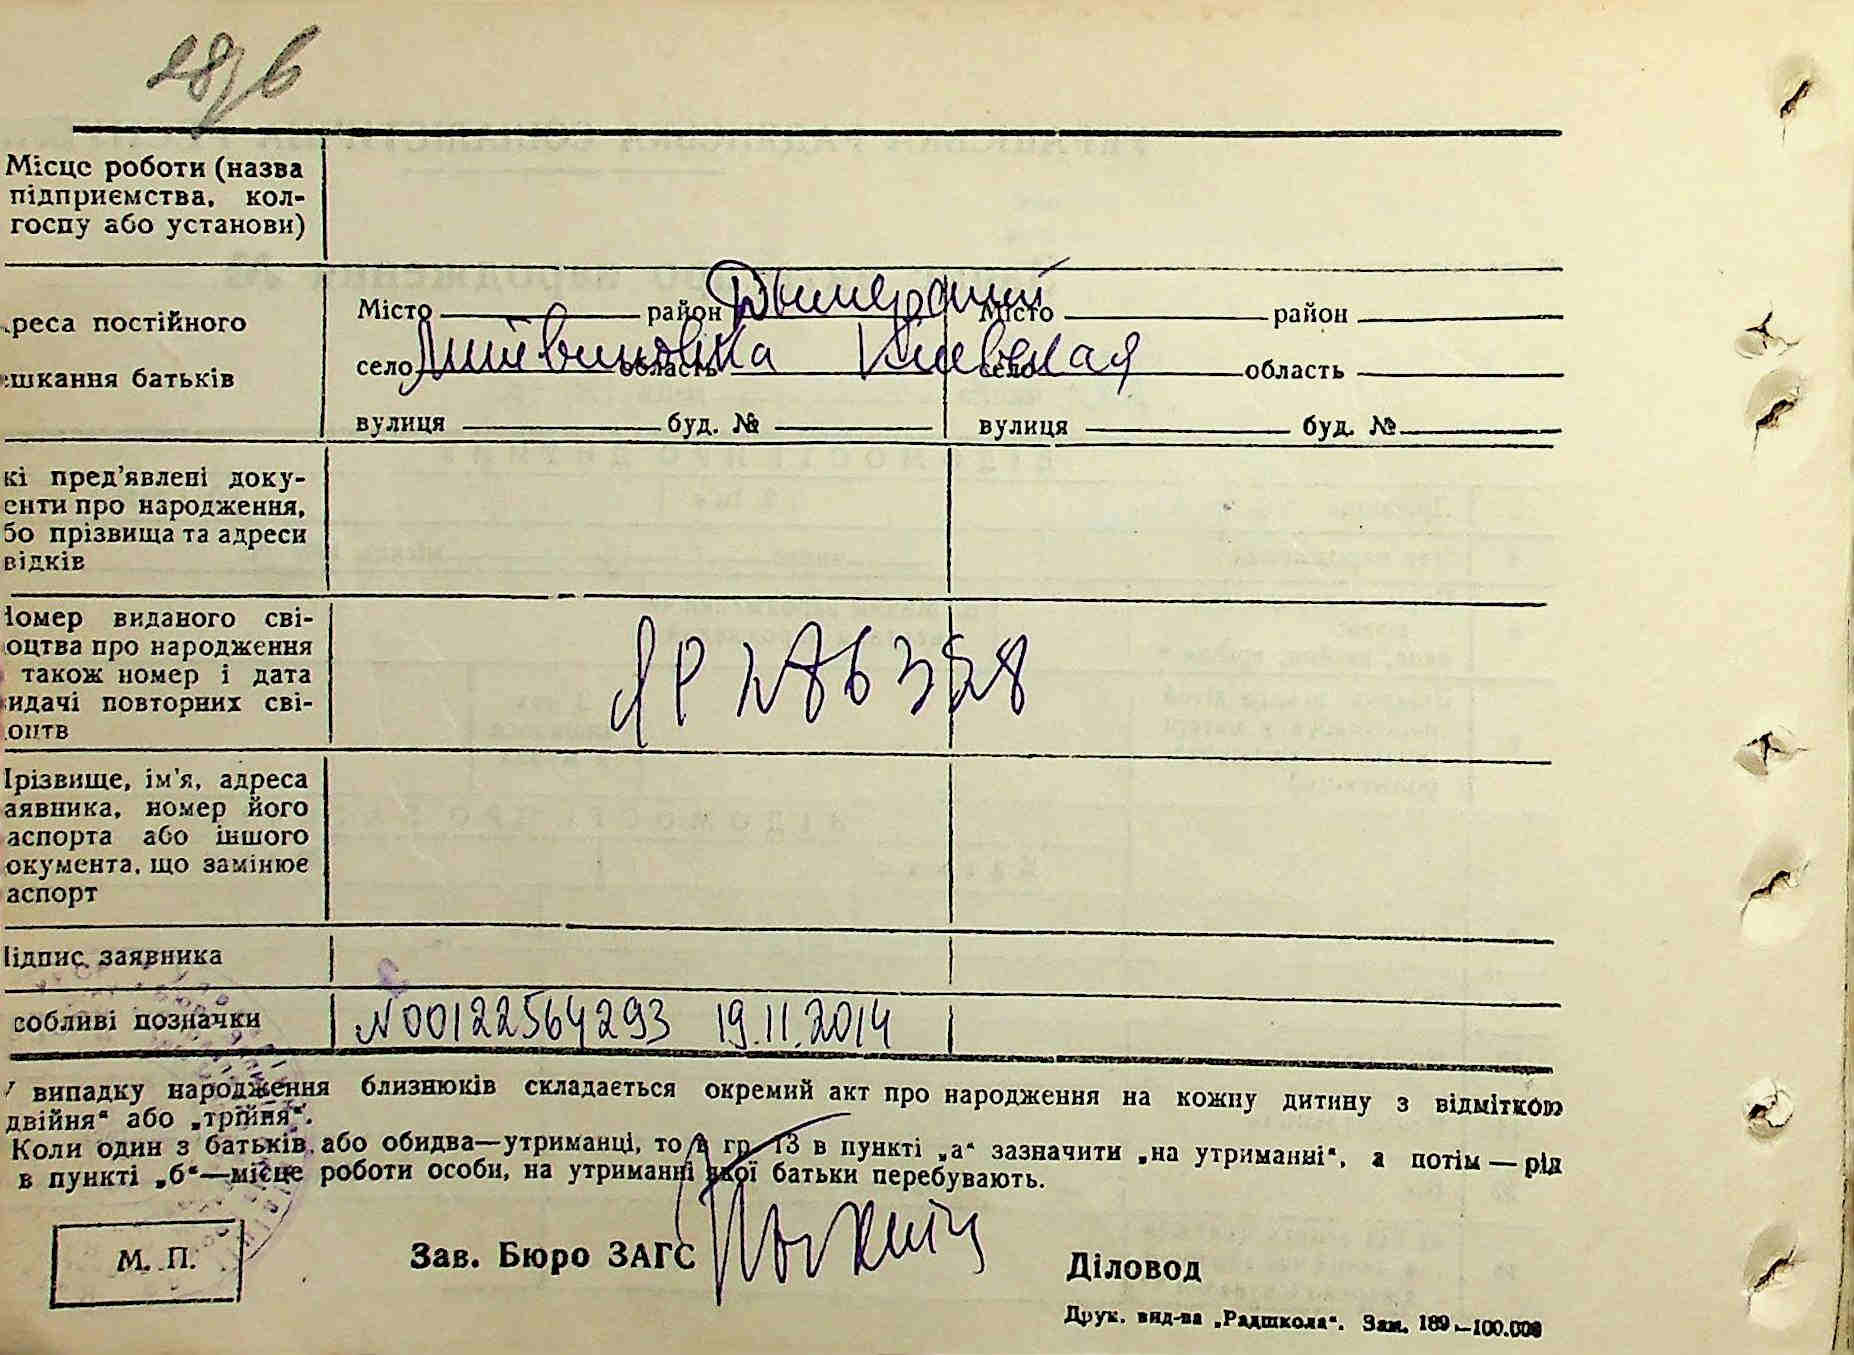 28/в
Місце роботи (назва
підприємства, кол-
госпу або установи)
реса постійного
ешкання батьків
Місто район Дымерский Місто район
село Литвиновка область Киевская село область
вулиця буд. № вулиця буд. №
кі пред'явлені доку-
енти про народження,
бо прізвища та адреси
відків
Номер виданого сві-
оцтва про народження
також номер і дата
идачі повторних сві-
оцтв
ЯР 286358
Прізвище, ім'я, адреса
аявника, номер його
аспорта або іншого
окумента, що замінює
аспорт
Підпис заявника
собливі позначки
N00122564293 19.11.2014
У випадку народження близнюків складається окремий акт про народження на кожну дитину з відміткою
двійня" або „трійня".
Коли один з батьків або обидва—утриманці, то в гр. 13 в пункті „а" зазначити „на утриманні", а потім — рід
в пункті „б"—місце роботи особи, на утриманні якої батьки перебувають.
М. П.
Зав. Бюро ЗАГС
Діловод
Друк. вид-ва „Радшкола". Зам. 189.—100.000